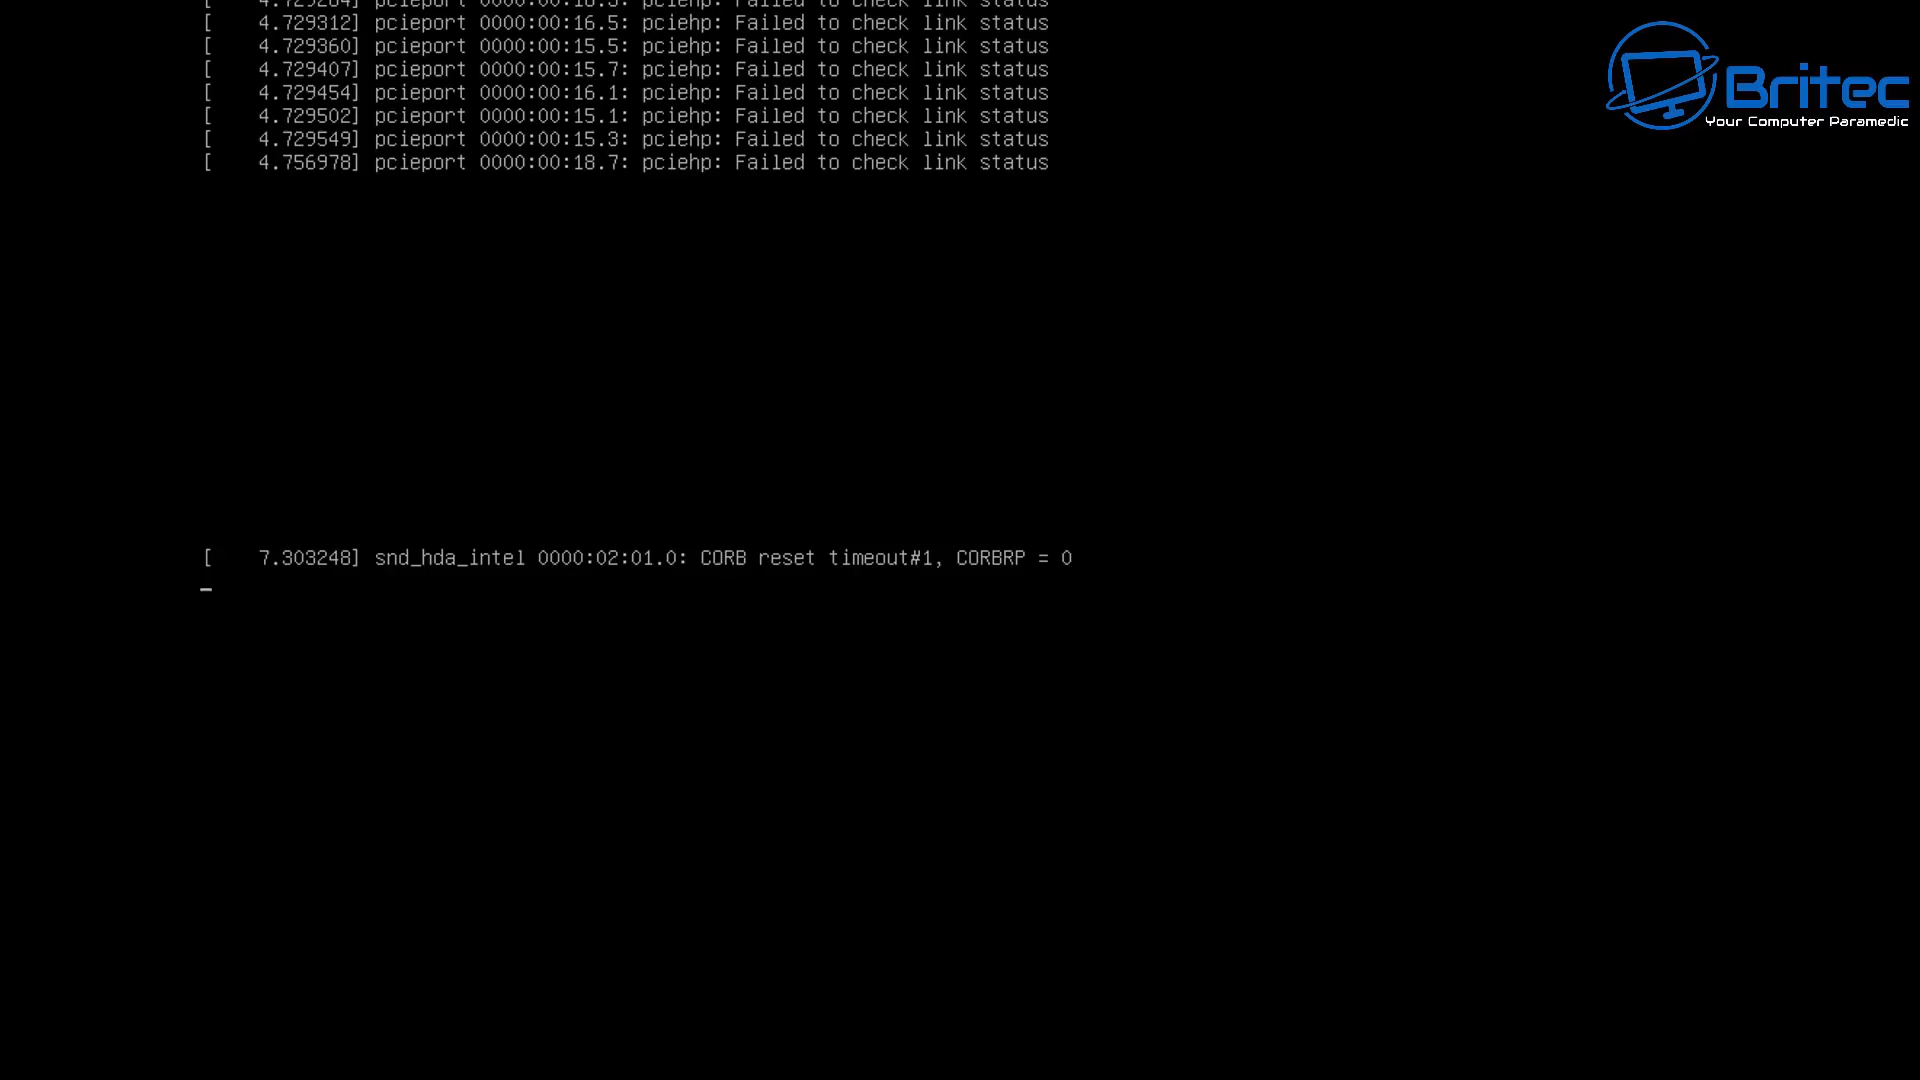 [    4.729312] pcieport 0000:00:16.5: pciehp: Failed to check link status
[    4.729360] pcieport 0000:00:15.5: pciehp: Failed to check link status
[    4.729407] pcieport 0000:00:15.7: pciehp: Failed to check link status
[    4.729454] pcieport 0000:00:16.1: pciehp: Failed to check link status
[    4.729502] pcieport 0000:00:15.1: pciehp: Failed to check link status
[    4.729549] pcieport 0000:00:15.3: pciehp: Failed to check link status
[    4.756978] pcieport 0000:00:18.7: pciehp: Failed to check link status
[    7.303248] snd_hda_intel 0000:02:01.0: CORB reset timeout#1, CORBRP = 0
Britec
Your Computer Paramedic